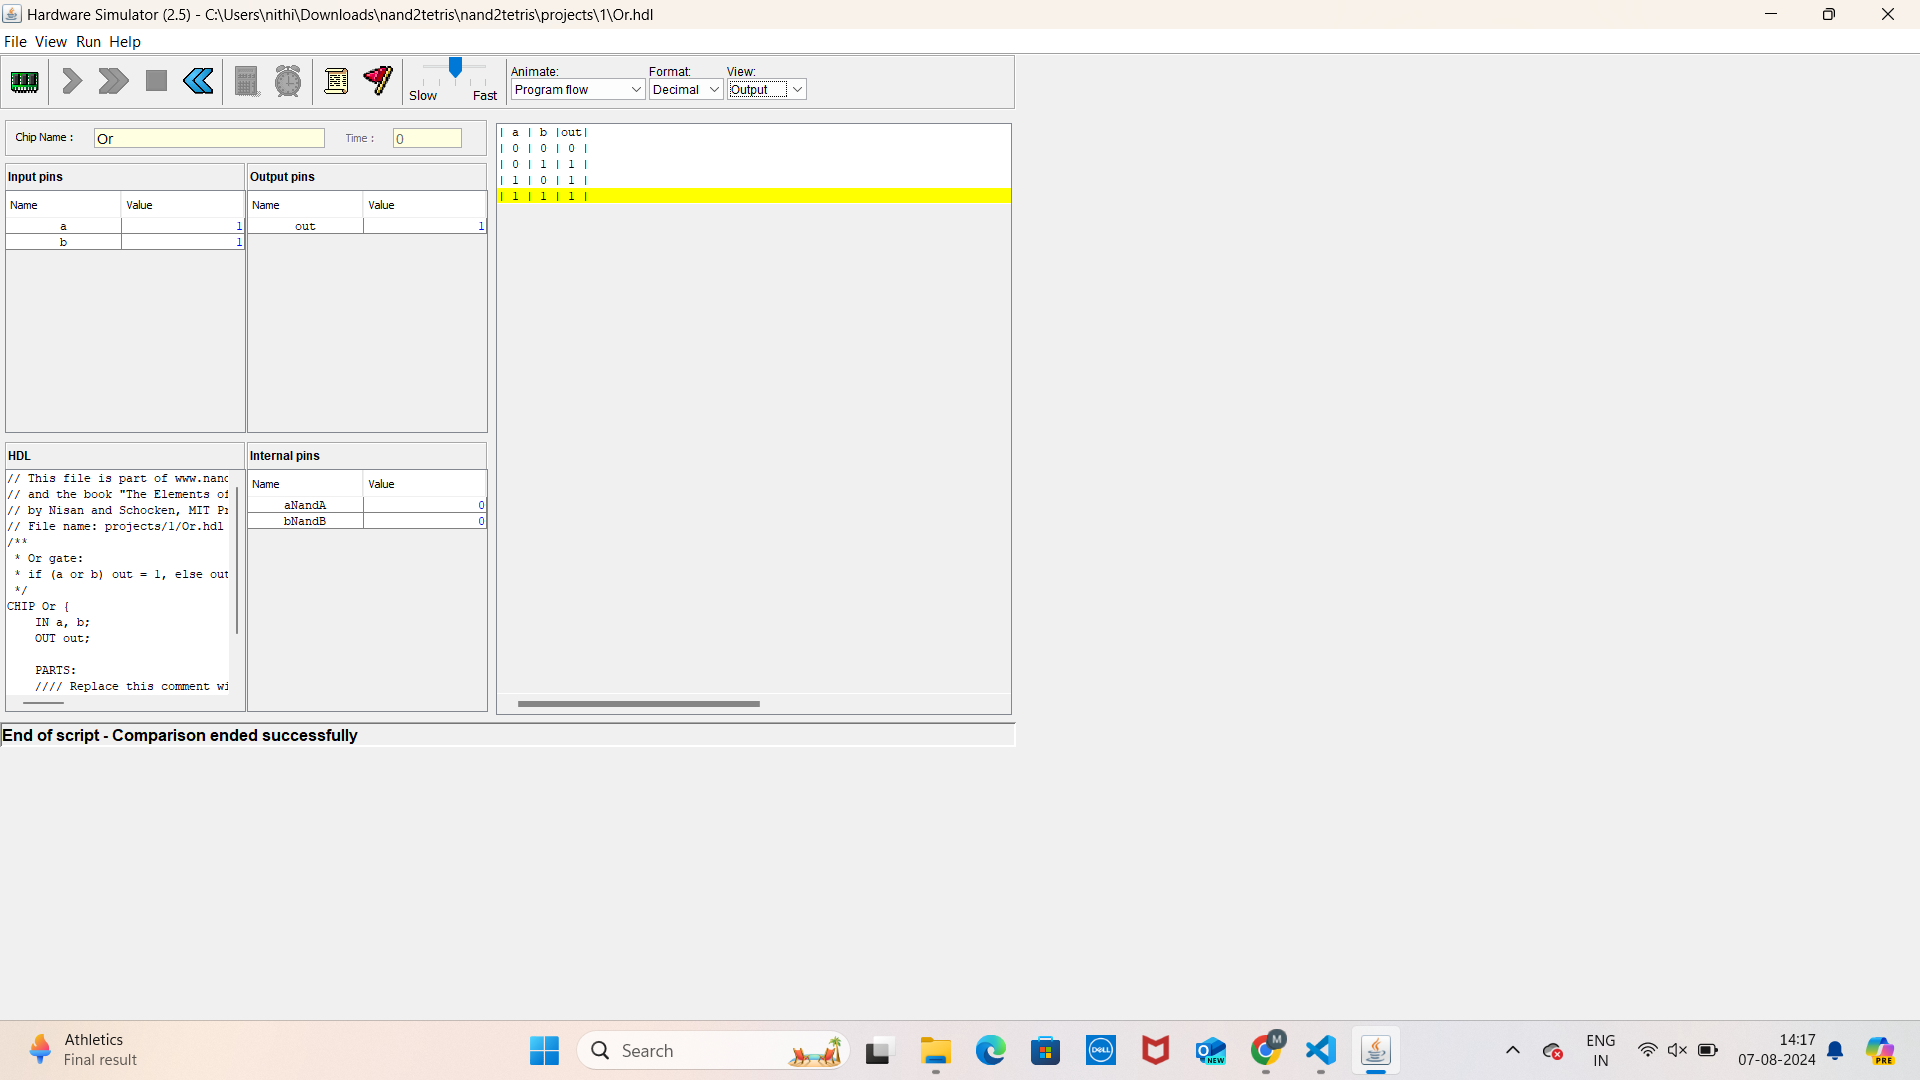 Hardware Simulator (2.5) - C:\Users\nithi\Downloads\nand2tetris\nand2tetris\projects\1\Or.hdl
File View Run Help
Slow Fast
Animate: Format: View:
Program flow Decimal Output
Chip Name : Or Time : 0
Input pins
Name Value
a 1
b 1
Output pins
Name Value
out 1
| a | b |out|
| 0 | 0 | 0 |
| 0 | 1 | 1 |
| 1 | 0 | 1 |
| 1 | 1 | 1 |
HDL
// This file is part of www.nand
// and the book "The Elements of
// by Nisan and Schocken, MIT Pr
// File name: projects/1/Or.hdl
/**
* Or gate:
* if (a or b) out = 1, else out
*/
CHIP Or {
IN a, b;
OUT out;
PARTS:
//// Replace this comment wi
Internal pins
Name Value
aNandA 0
bNandB 0
End of script - Comparison ended successfully
Athletics
Final result
Search
DELL
NEW
M
ENG
IN
14:17
07-08-2024
PRE